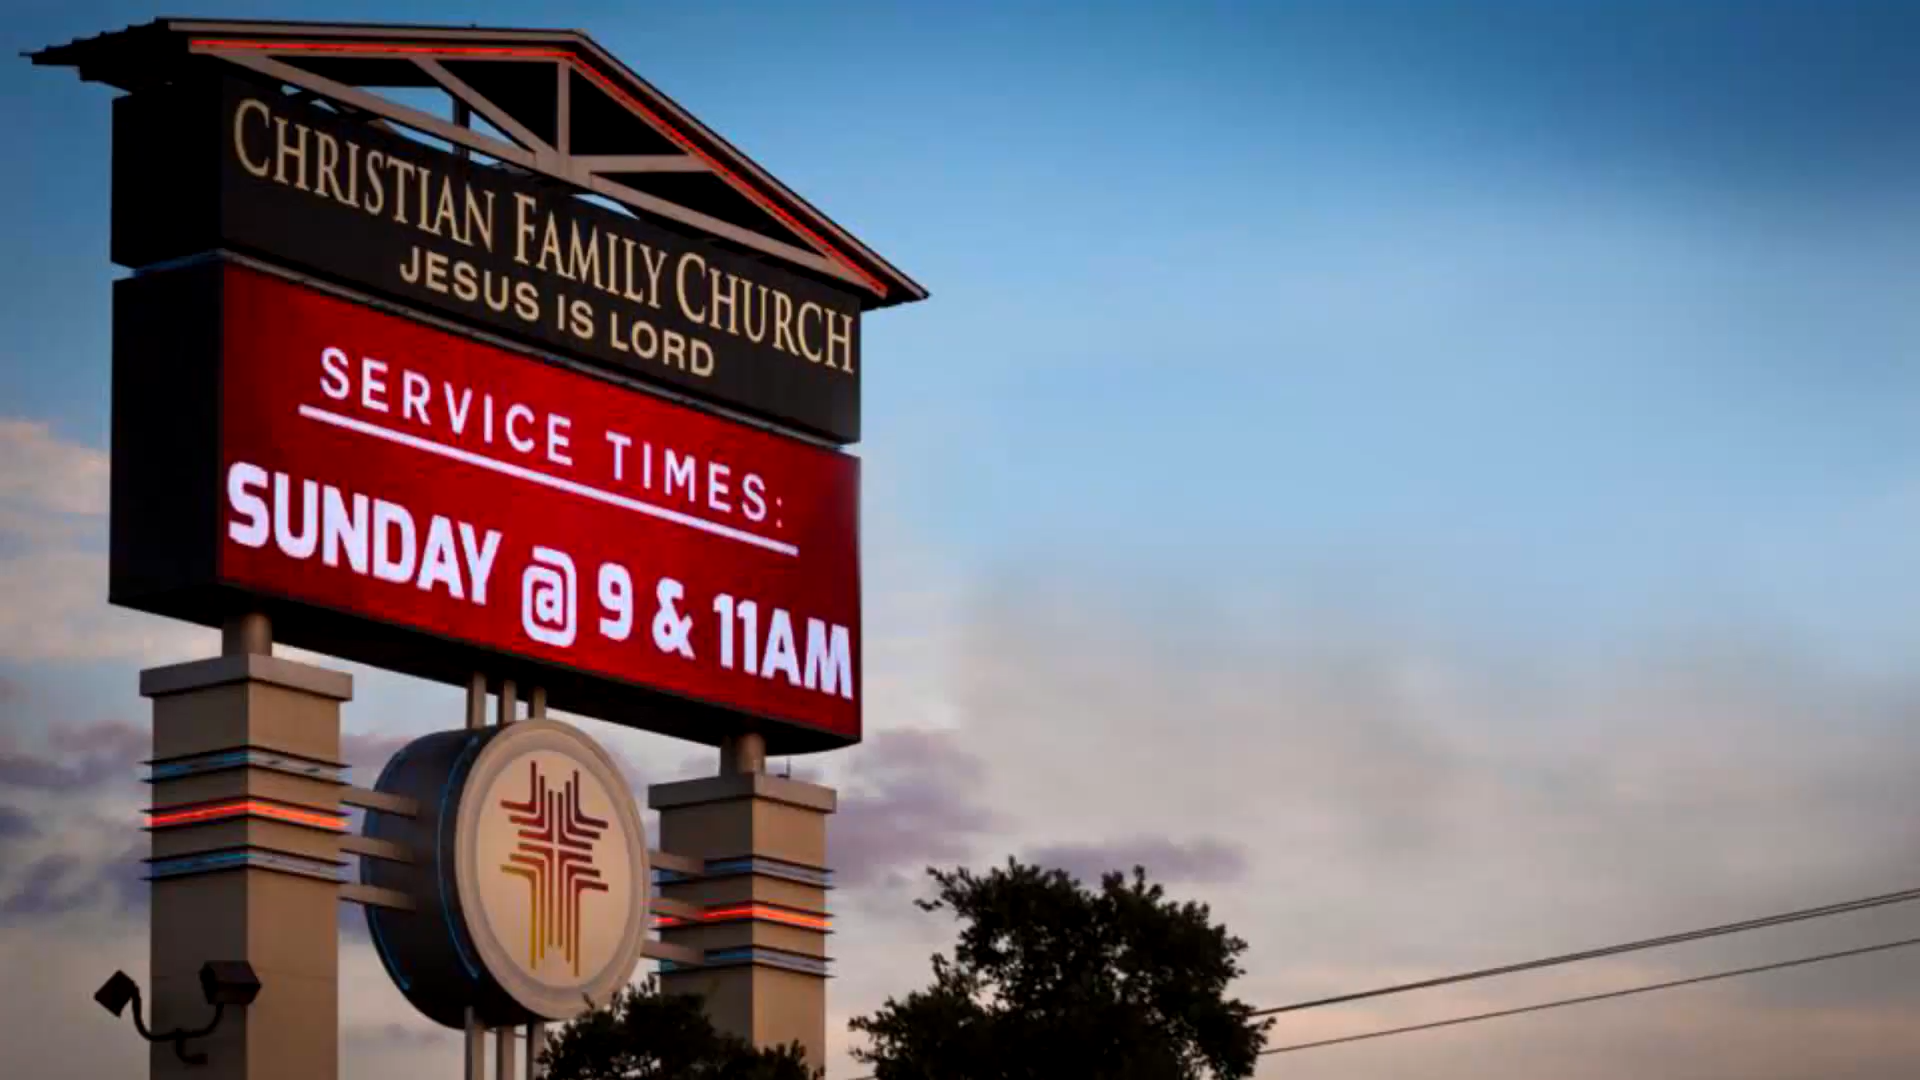 CHRISTIAN FAMILY CHURCH
JESUS IS LORD
SERVICE TIMES:
SUNDAY @ 9 & 11AM